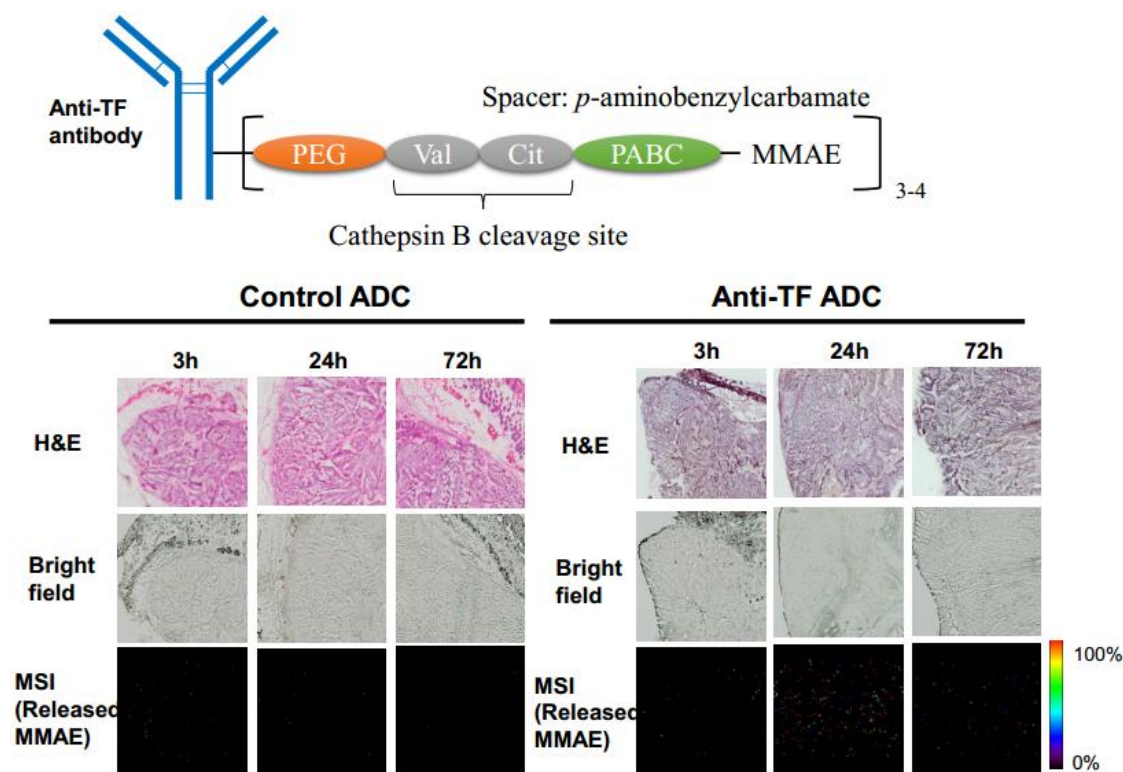 Anti-TF
antibody
Spacer: p-aminobenzylcarbamate
PEG
Val
Cit
PABC
MMAE
3-4
Cathepsin B cleavage site
Control ADC
3h
24h
72h
H&E
Bright
field
MSI
(Released
MMAE)
Anti-TF ADC
3h
24h
72h
H&E
Bright
field
MSI
(Released
MMAE)
100%
0%